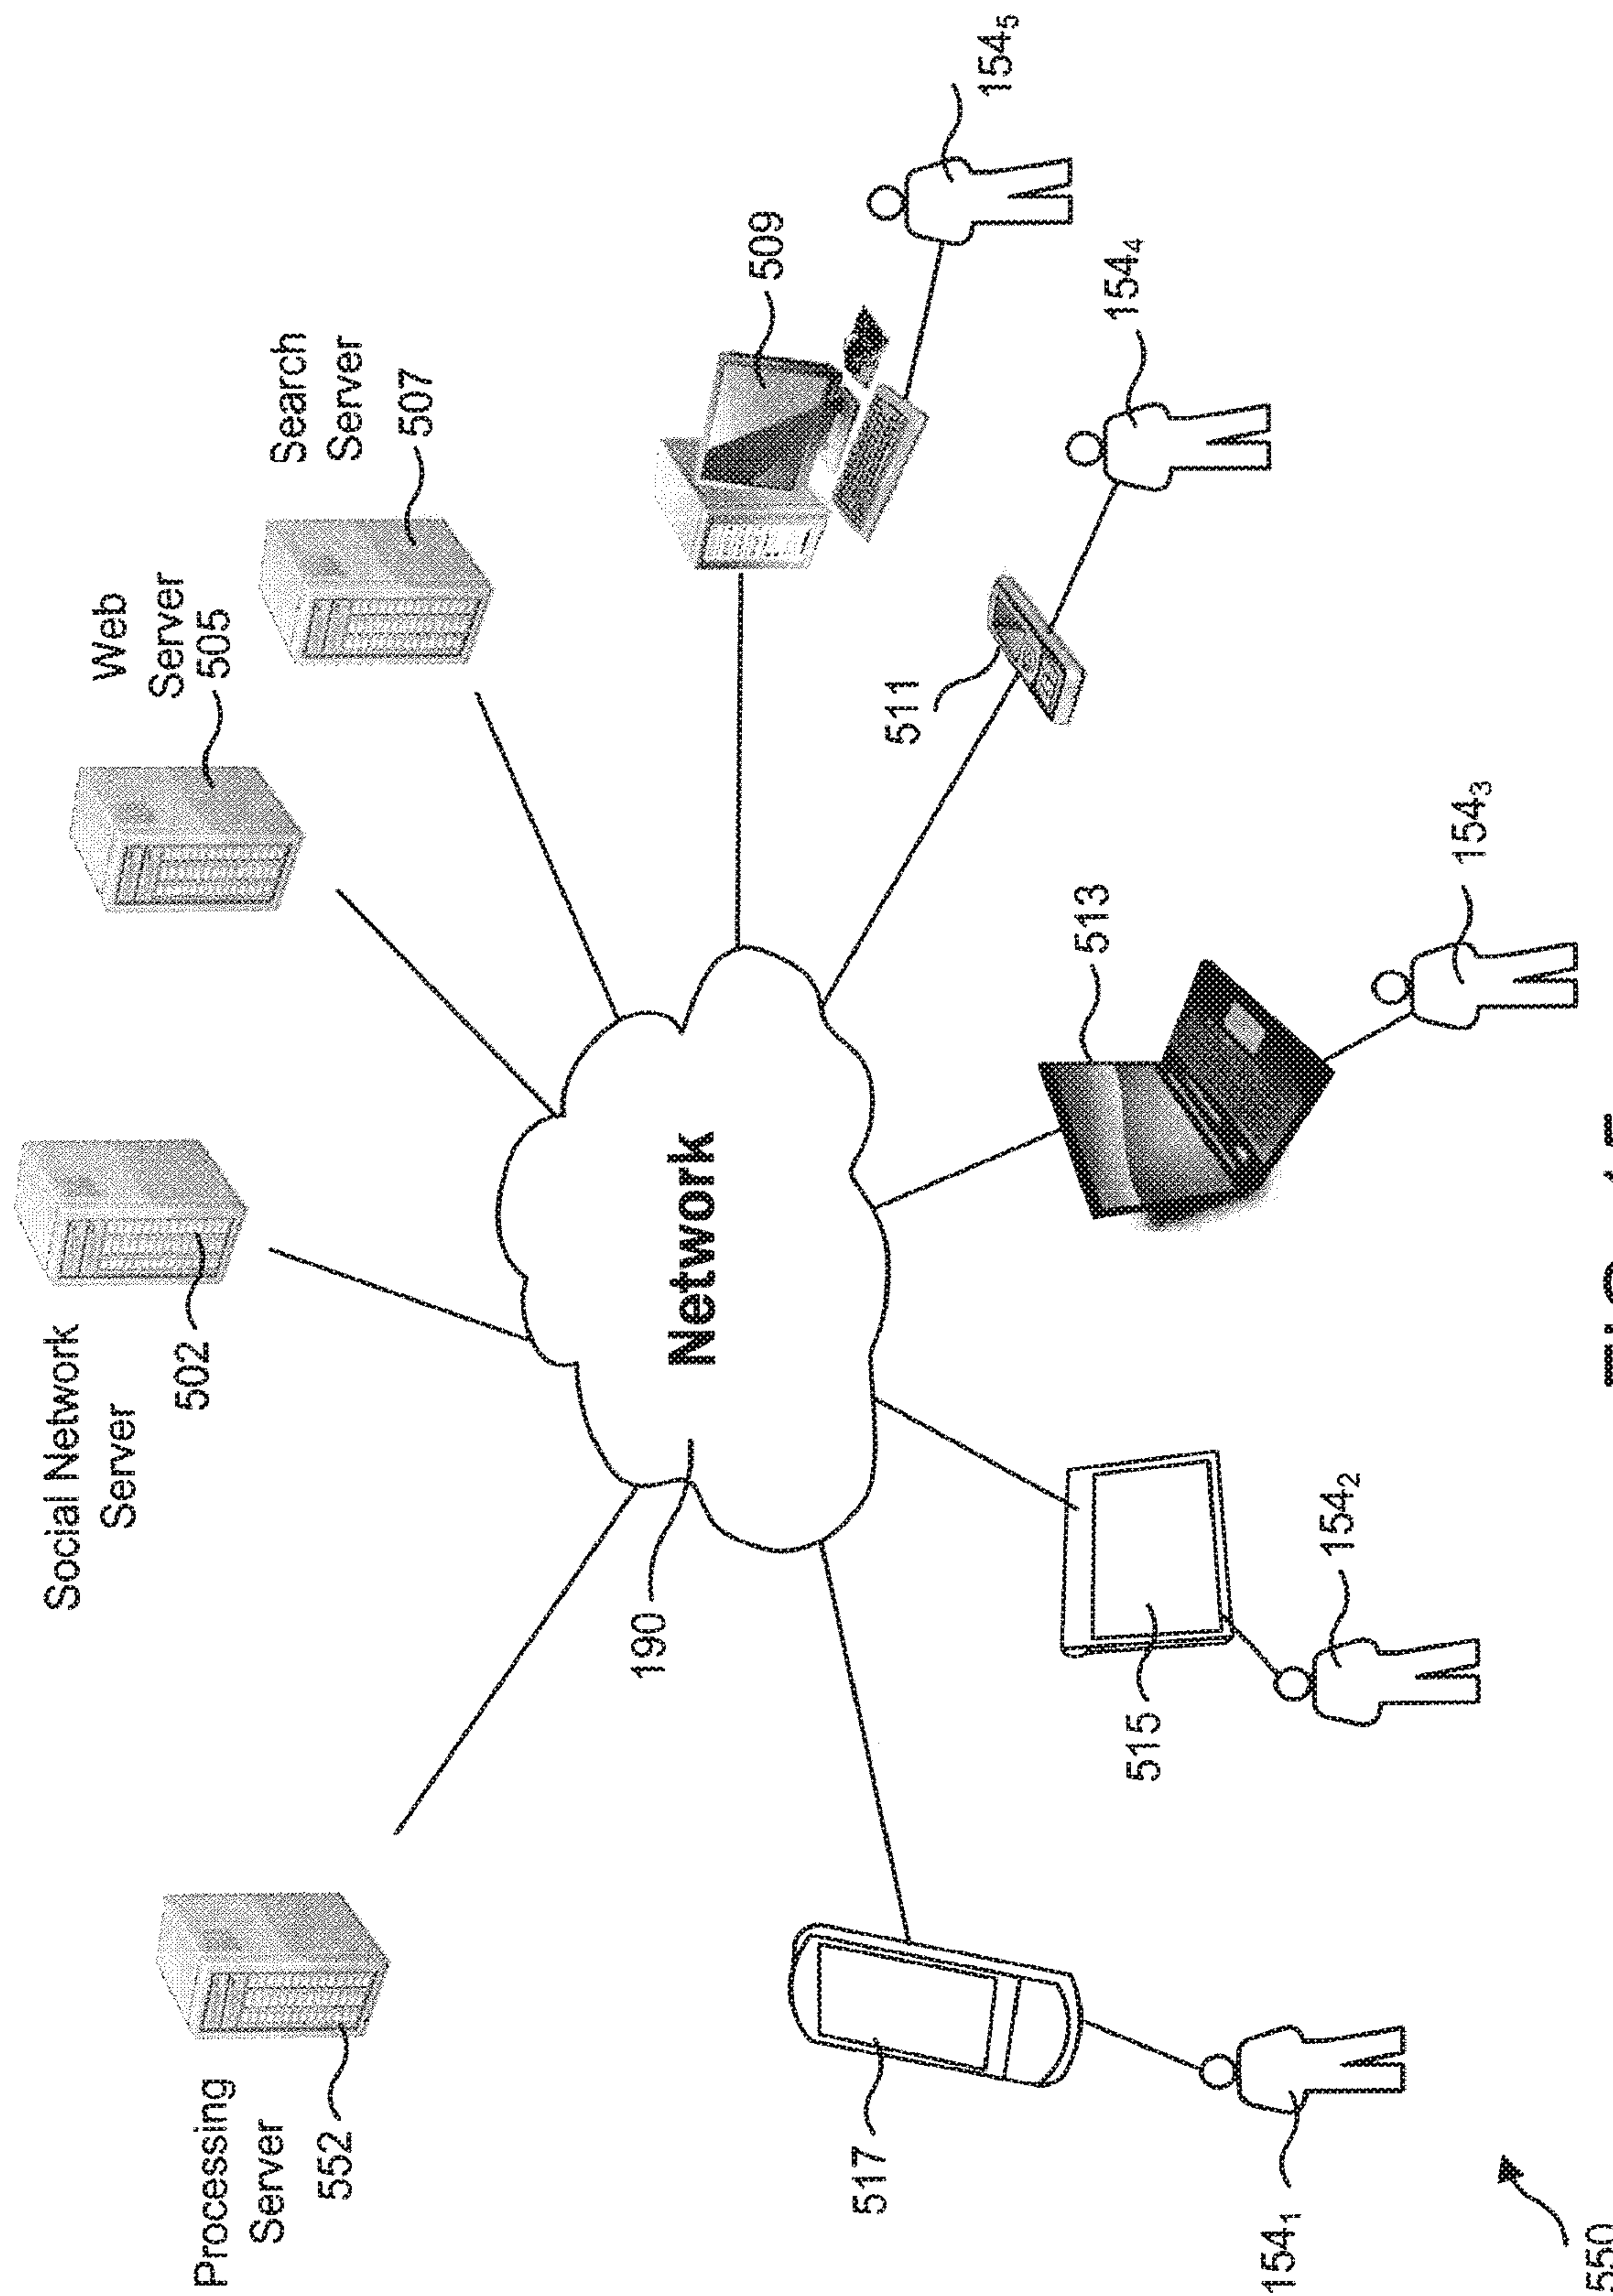 Processing
Server
552
Social Network
Server
502
Web
Server
505
Search
Server
507
190
Network
509
511
513
515
517
154₁
154₂
154₃
154₄
154₅
550